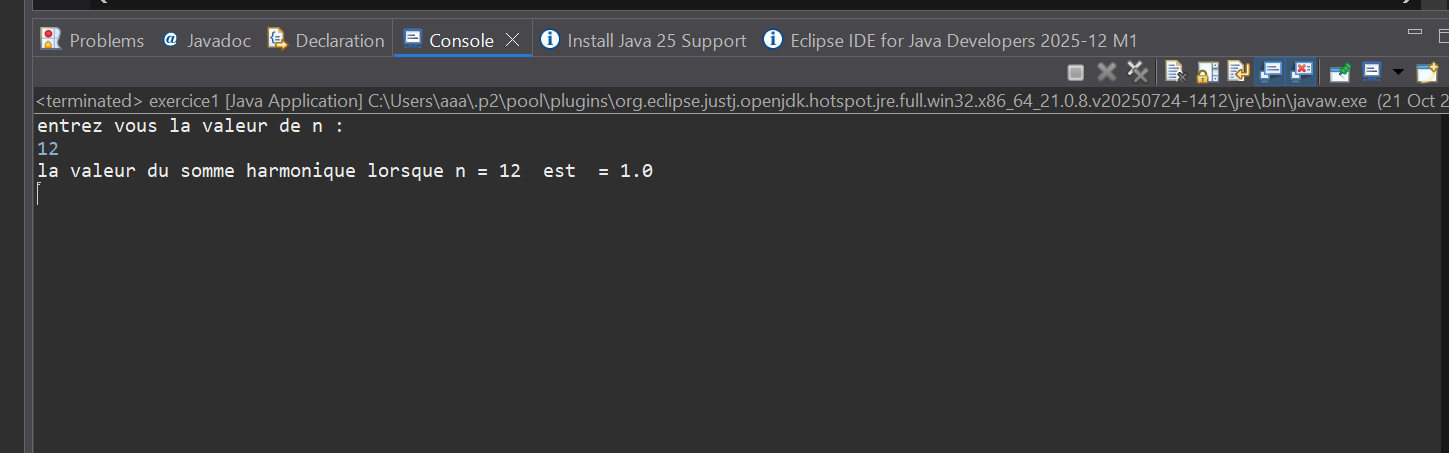 Problems @ Javadoc Declaration Console Install Java 25 Support Eclipse IDE for Java Developers 2025-12 M1
<terminated> exercice1 [Java Application] C:\Users\aaa\.p2\pool\plugins\org.eclipse.justj.openjdk.hotspot.jre.full.win32.x86_64_21.0.8.v20250724-1412\jre\bin\javaw.exe (21 Oct 2
entrez vous la valeur de n :
12
la valeur du somme harmonique lorsque n = 12  est  = 1.0